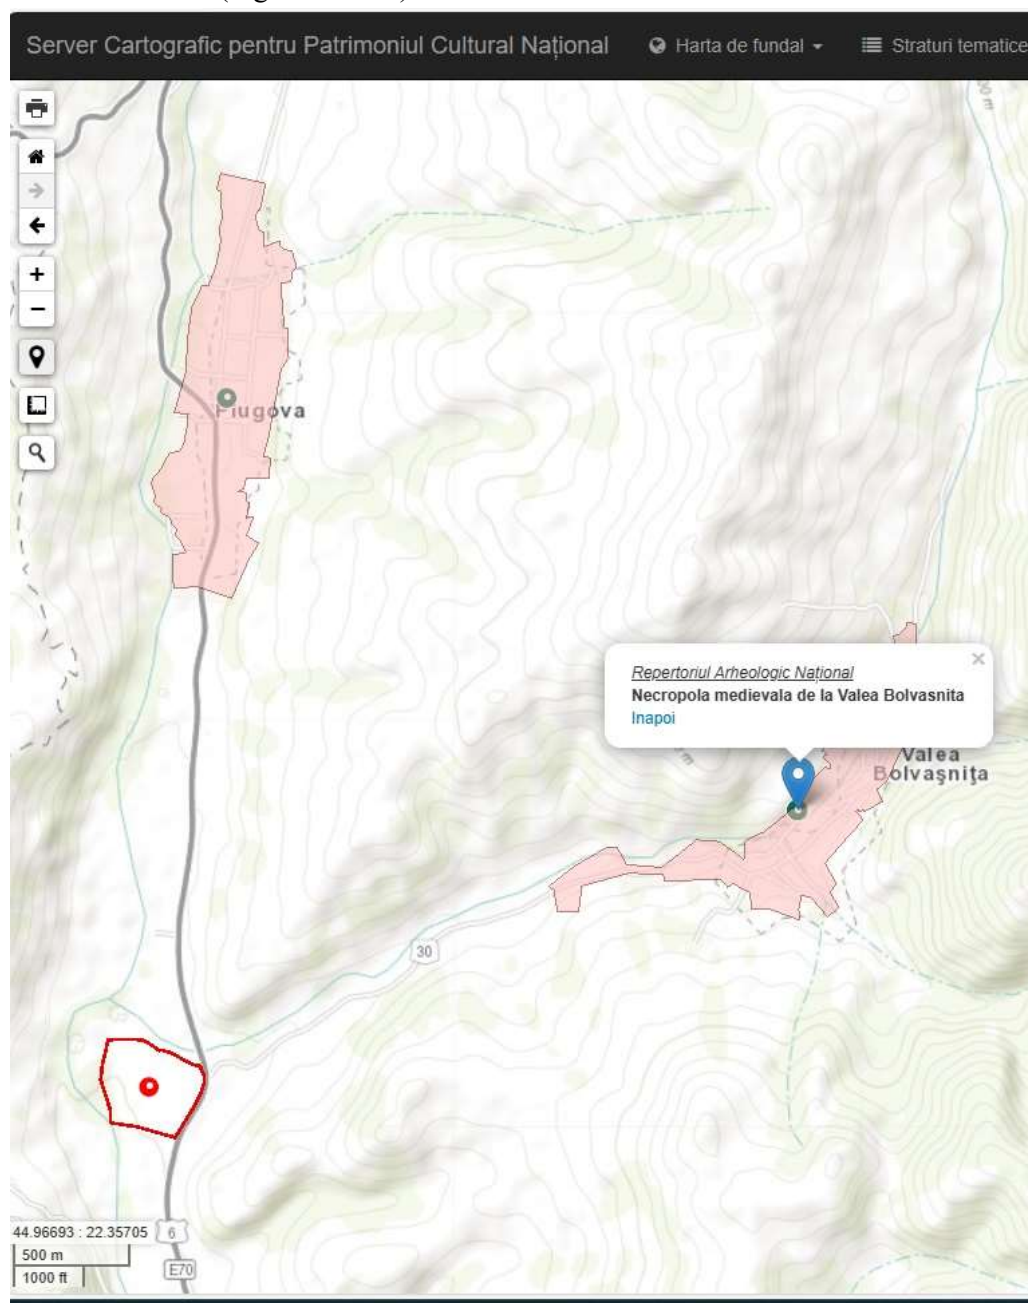 Server Cartografic pentru Patrimoniul Cultural Național Harta de fundal Straturi tematice
Plugova
Repertoriul Arheologic Național
Necropola medievala de la Valea Bolvasnita
Inapoi
Valea
Bolvaşniţa
30
44.96693 : 22.35705
6
500 m
1000 ft
E70